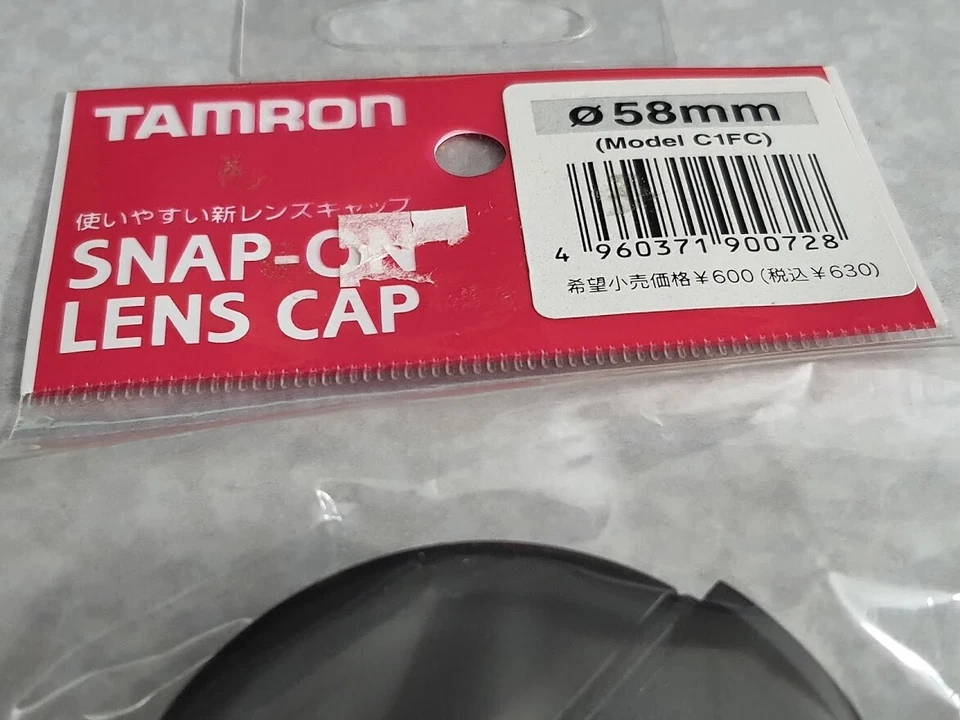 TAMRON
使いやすい新レンズキャップ
SNAP-ON
LENS CAP
ø58mm
(Model C1FC)
4 960371 900728
希望小売価格¥600(税込¥630)